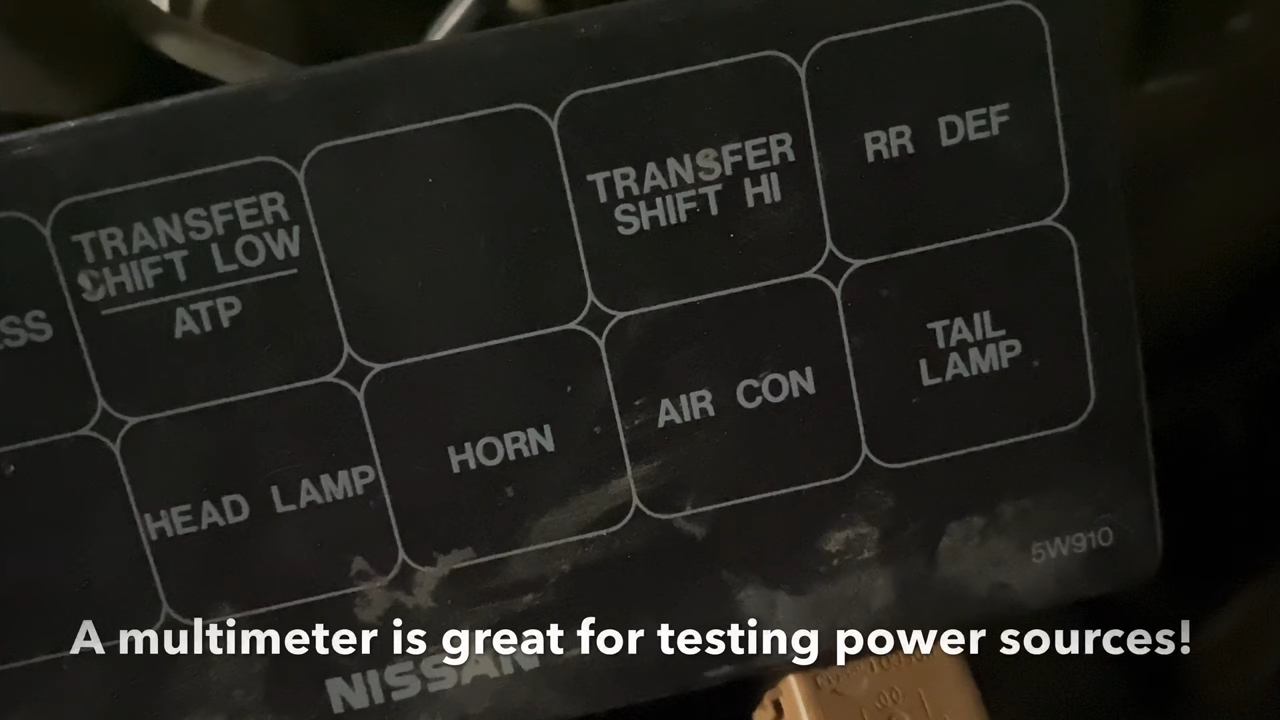 TRANSFER
SHIFT LOW
ATP
TRANSFER
SHIFT HI
RR DEF
SS
HEAD LAMP
HORN
AIR CON
TAIL
LAMP
5W910
A multimeter is great for testing power sources!
NISSAN